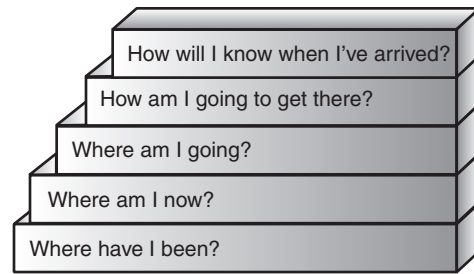 How will I know when I've arrived?
How am I going to get there?
Where am I going?
Where am I now?
Where have I been?